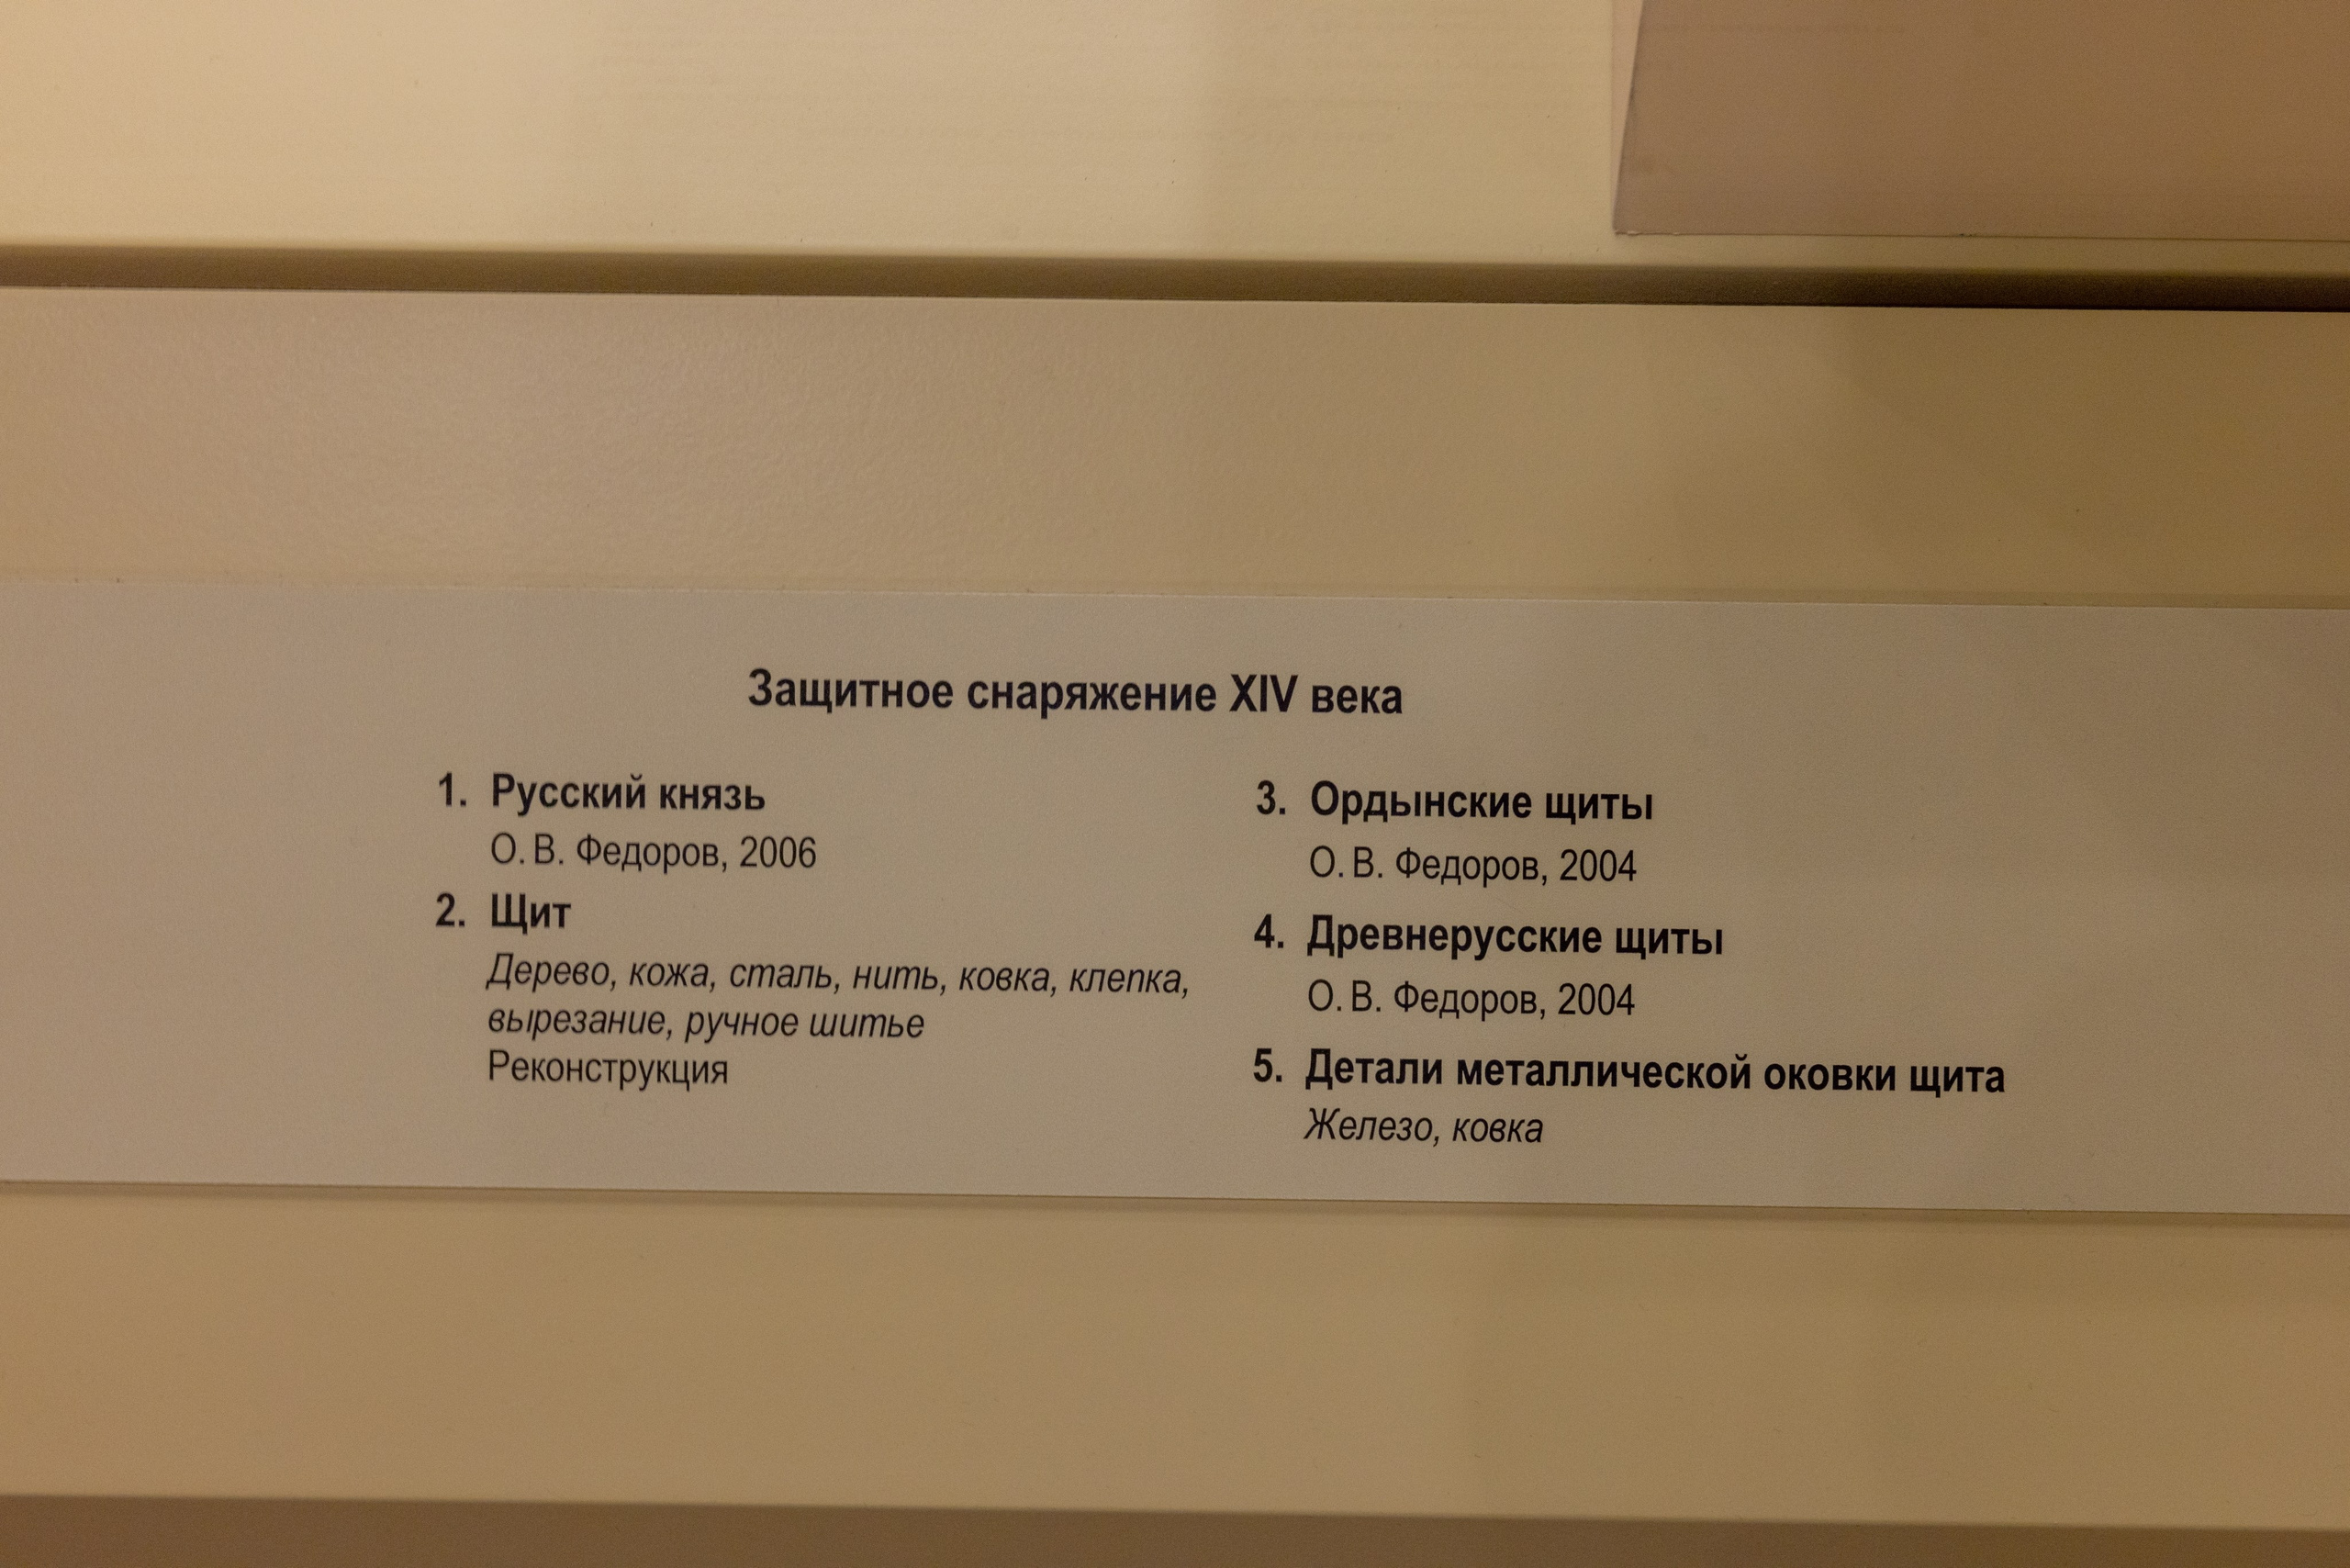 Защитное снаряжение XIV века
1. Русский князь
О. В. Федоров, 2006
2. Щит
Дерево, кожа, сталь, нить, ковка, клепка,
вырезание, ручное шитье
Реконструкция
3. Ордынские щиты
О. В. Федоров, 2004
4. Древнерусские щиты
О. В. Федоров, 2004
5. Детали металлической оковки щита
Железо, ковка